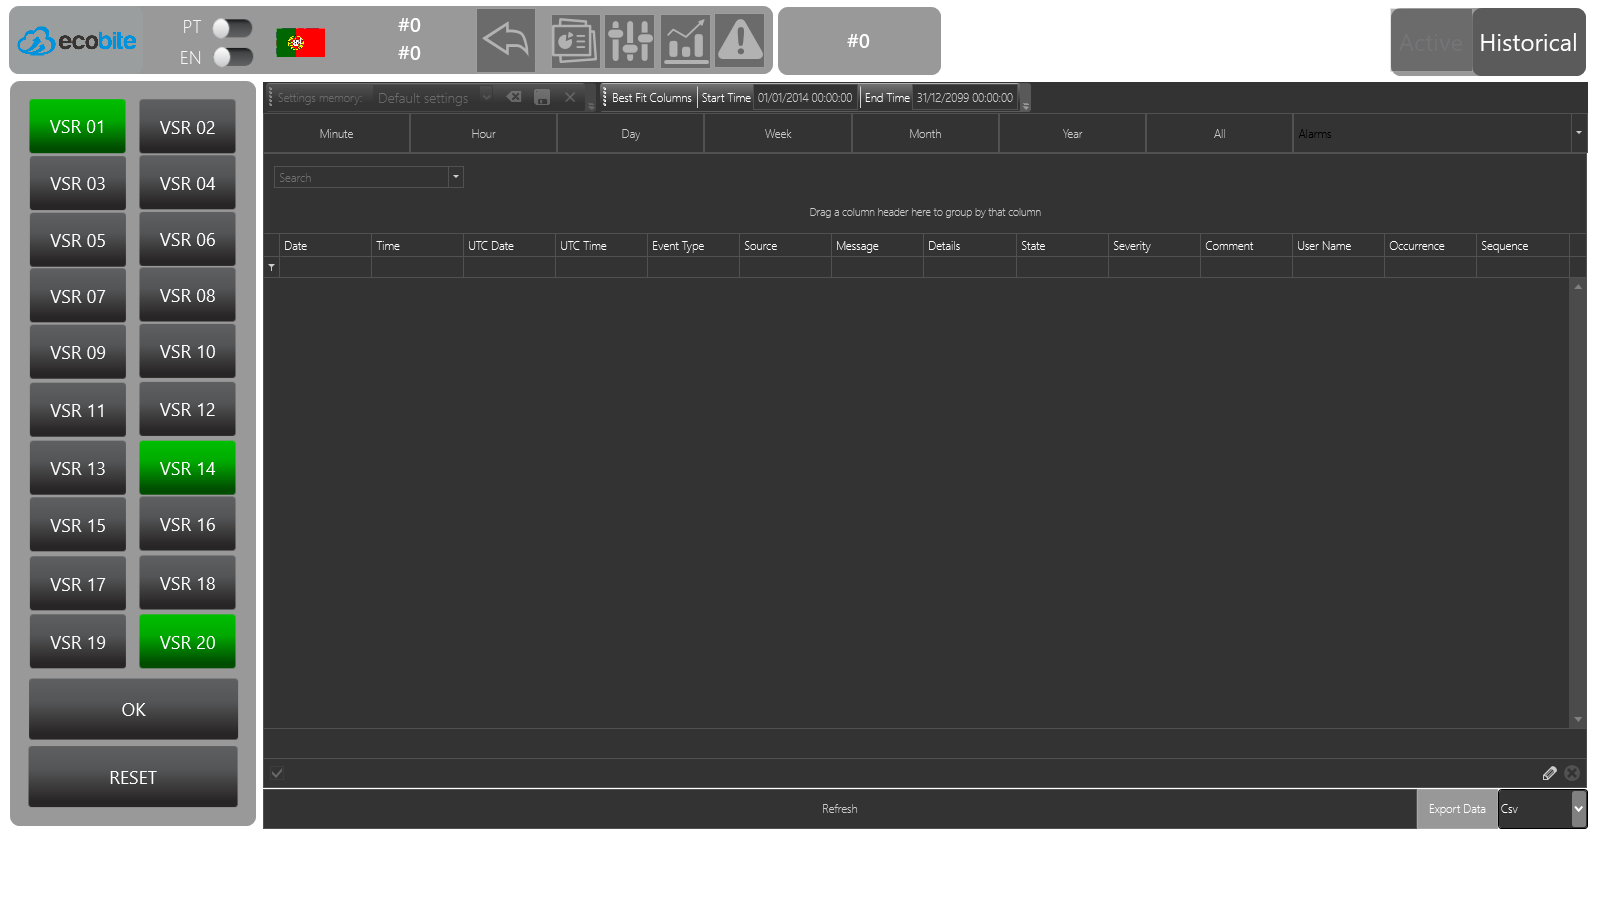 ecobite
PT
EN
#0
#0
#0
Active
Historical
VSR 01
VSR 02
VSR 03
VSR 04
VSR 05
VSR 06
VSR 07
VSR 08
VSR 09
VSR 10
VSR 11
VSR 12
VSR 13
VSR 14
VSR 15
VSR 16
VSR 17
VSR 18
VSR 19
VSR 20
OK
RESET
Settings memory: Default settings Best Fit Columns Start Time 01/01/2014 00:00:00 End Time 31/12/2099 00:00:00
Minute Hour Day Week Month Year All Alarms
Search
Drag a column header here to group by that column
Date Time UTC Date UTC Time Event Type Source Message Details State Severity Comment User Name Occurrence Sequence
Refresh Export Data Csv